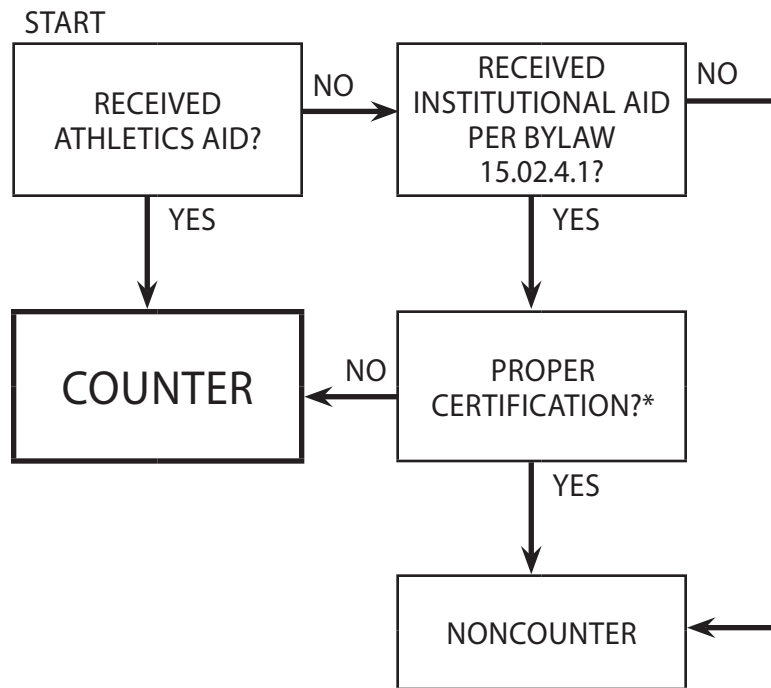 START
RECEIVED
ATHLETICS AID?
NO
RECEIVED
INSTITUTIONAL AID
PER BYLAW
15.02.4.1?
NO
YES
YES
COUNTER
NO
PROPER
CERTIFICATION?*
YES
NONCOUNTER